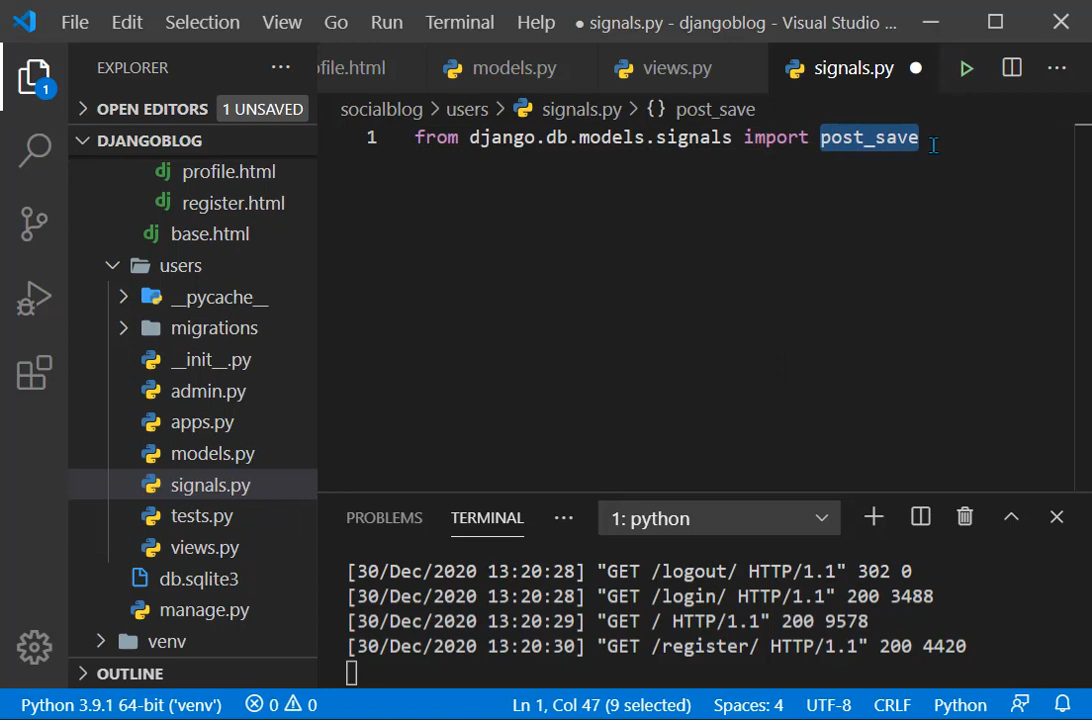 File Edit Selection View Go Run Terminal Help ● signals.py - djangoblog - Visual Studio ...
1
EXPLORER ...
ofile.html models.py views.py signals.py ● ...
OPEN EDITORS 1 UNSAVED
socialblog > users > signals.py > {} post_save
DJANGOBLOG
1 from django.db.models.signals import post_save
profile.html
register.html
base.html
users
__pycache__
migrations
__init__.py
admin.py
apps.py
models.py
signals.py
tests.py
views.py
db.sqlite3
manage.py
venv
OUTLINE
PROBLEMS TERMINAL ... 1: python
[30/Dec/2020 13:20:28] "GET /logout/ HTTP/1.1" 302 0
[30/Dec/2020 13:20:28] "GET /login/ HTTP/1.1" 200 3488
[30/Dec/2020 13:20:29] "GET / HTTP/1.1" 200 9578
[30/Dec/2020 13:20:30] "GET /register/ HTTP/1.1" 200 4420
Python 3.9.1 64-bit ('venv') 0 0 Ln 1, Col 47 (9 selected) Spaces: 4 UTF-8 CRLF Python